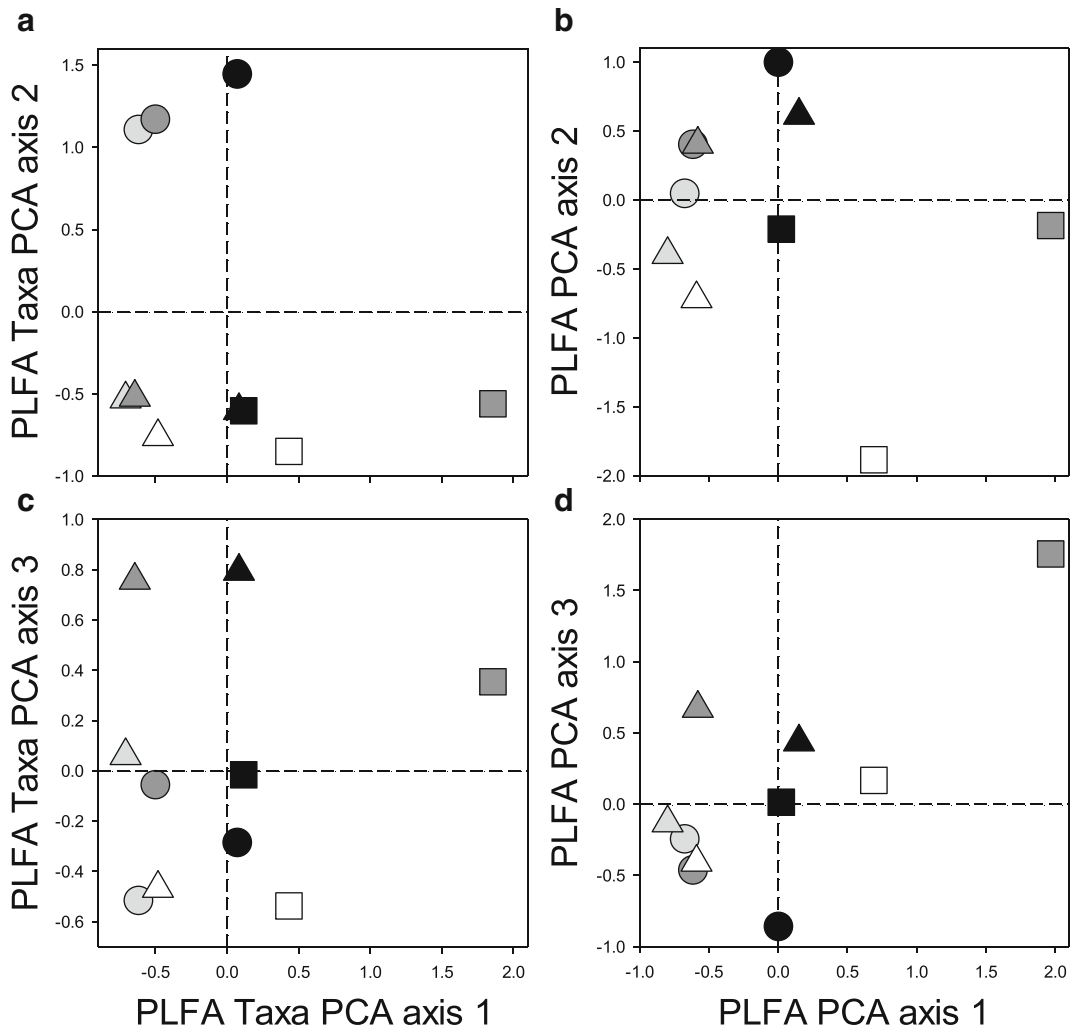 a
PLFA Taxa PCA axis 2
1.5
1.0
0.5
0.0
-0.5
-1.0
b
PLFA PCA axis 2
1.0
0.5
0.0
-0.5
-1.0
-1.5
-2.0
c
PLFA Taxa PCA axis 3
1.0
0.8
0.6
0.4
0.2
0.0
-0.2
-0.4
-0.6
-0.5 0.0 0.5 1.0 1.5 2.0
PLFA Taxa PCA axis 1
d
PLFA PCA axis 3
2.0
1.5
1.0
0.5
0.0
-0.5
-1.0
-1.0 -0.5 0.0 0.5 1.0 1.5 2.0
PLFA PCA axis 1